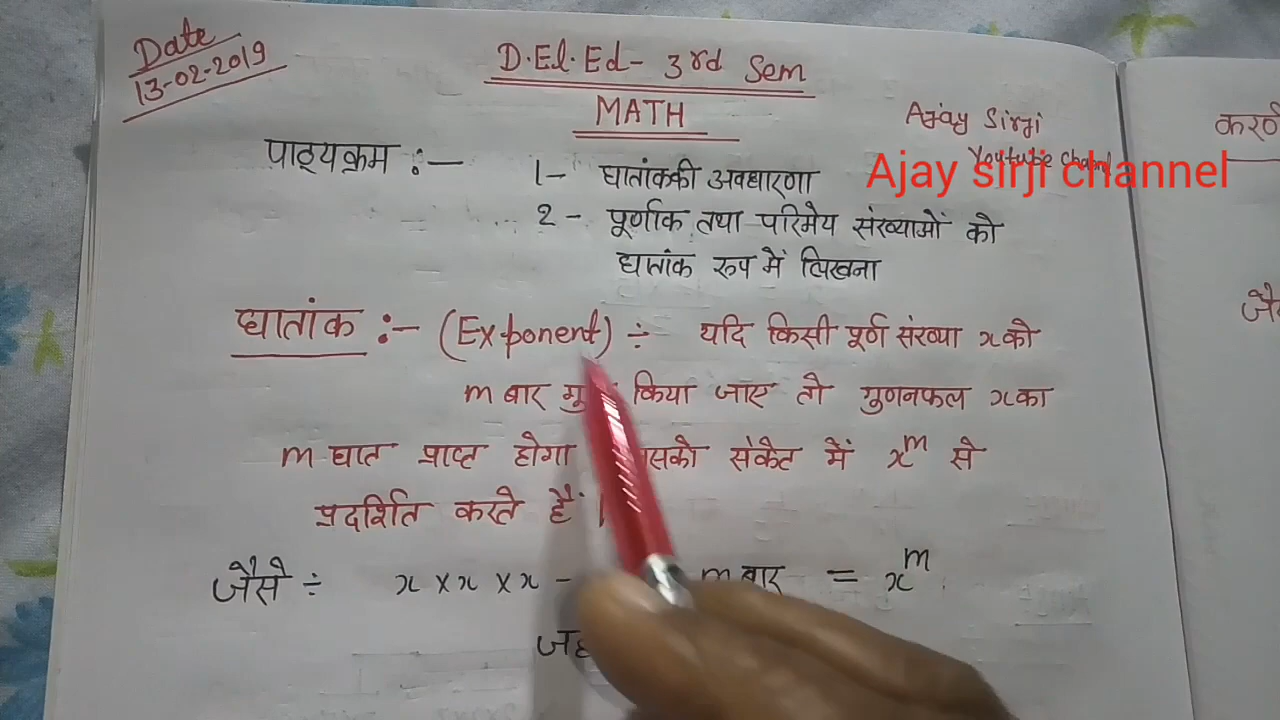 Date
13-02-2019
D.El.Ed- 3rd Sem
MATH
Ajay Sirji
Youtube channel
Ajay sirji channel
पाठ्यक्रम :-
1- घातांक की अवधारणा
2- पूर्णांक तथा परिमेय संख्याओं को
घातांक रूप में लिखना
घातांक :- (Exponent) ÷ यदि किसी पूर्ण संख्या x को
m बार किया जाए तो गुणनफल x का
m घात प्राप्त होगा संकेत में x^m से
प्रदर्शित करते हैं ।
जैसे ÷ x × x × x - m बार = x^m